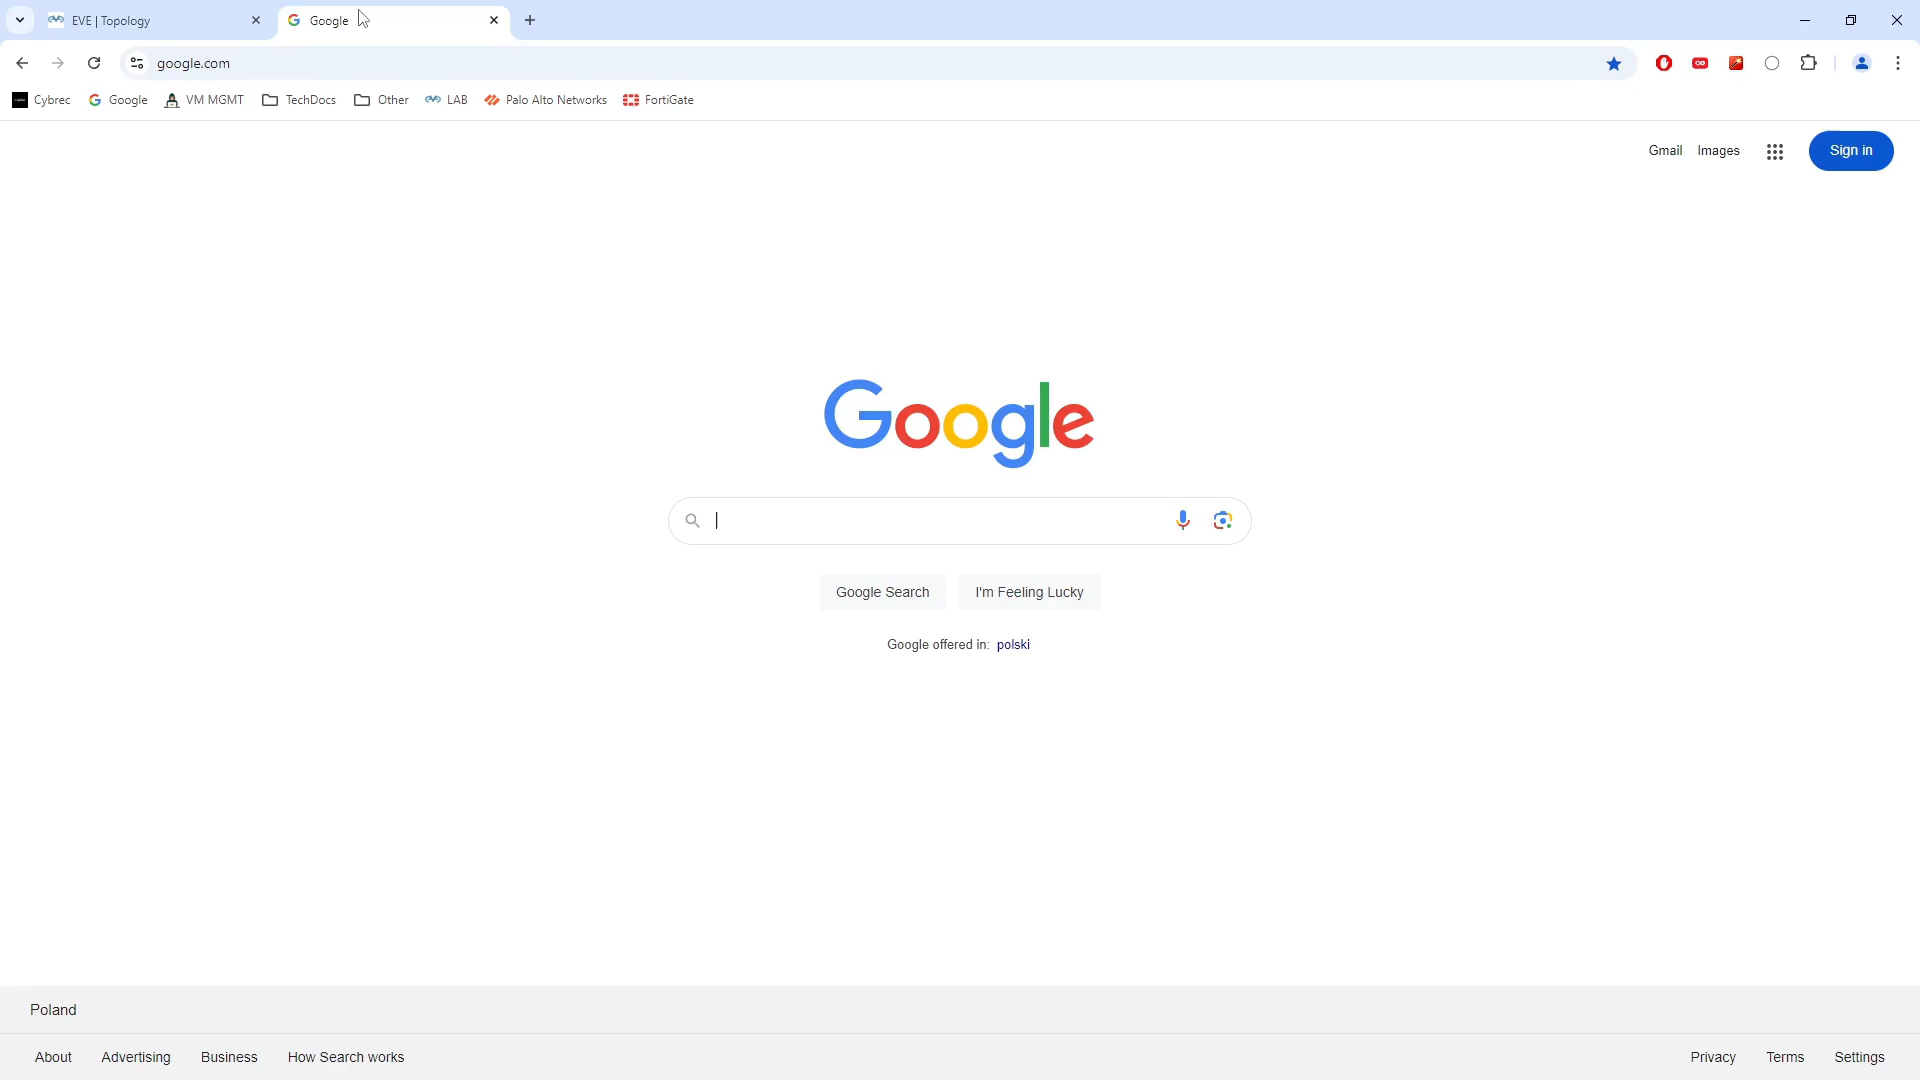 EVE | Topology
Google
google.com
Cybrec Google VM MGMT TechDocs Other LAB Palo Alto Networks FortiGate
Gmail Images Sign in
Google
Google Search I'm Feeling Lucky
Google offered in: polski
Poland
About Advertising Business How Search works Privacy Terms Settings